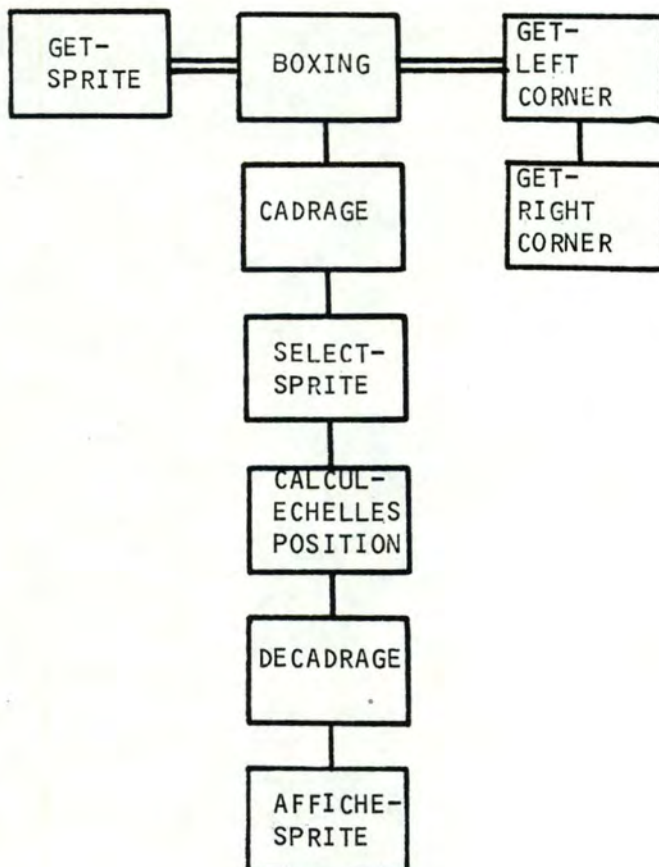 GET-
SPRITE
BOXING
GET-
LEFT
CORNER
GET-
RIGHT
CORNER
CADRAGE
SELECT-
SPRITE
CALCUL-
ECHELLES
POSITION
DECADRAGE
AFFICHE-
SPRITE